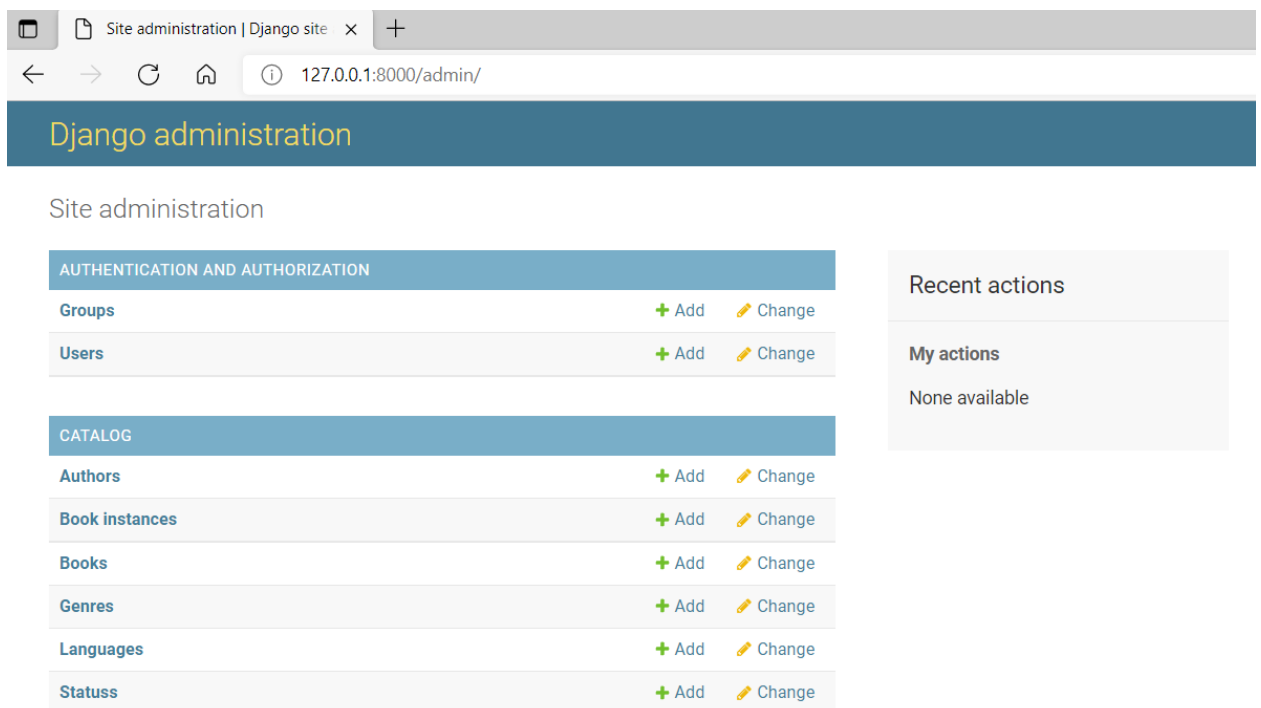 Site administration | Django site
127.0.0.1:8000/admin/
Django administration
Site administration
AUTHENTICATION AND AUTHORIZATION
Groups Add Change
Users Add Change
CATALOG
Authors Add Change
Book instances Add Change
Books Add Change
Genres Add Change
Languages Add Change
Statuss Add Change
Recent actions
My actions
None available